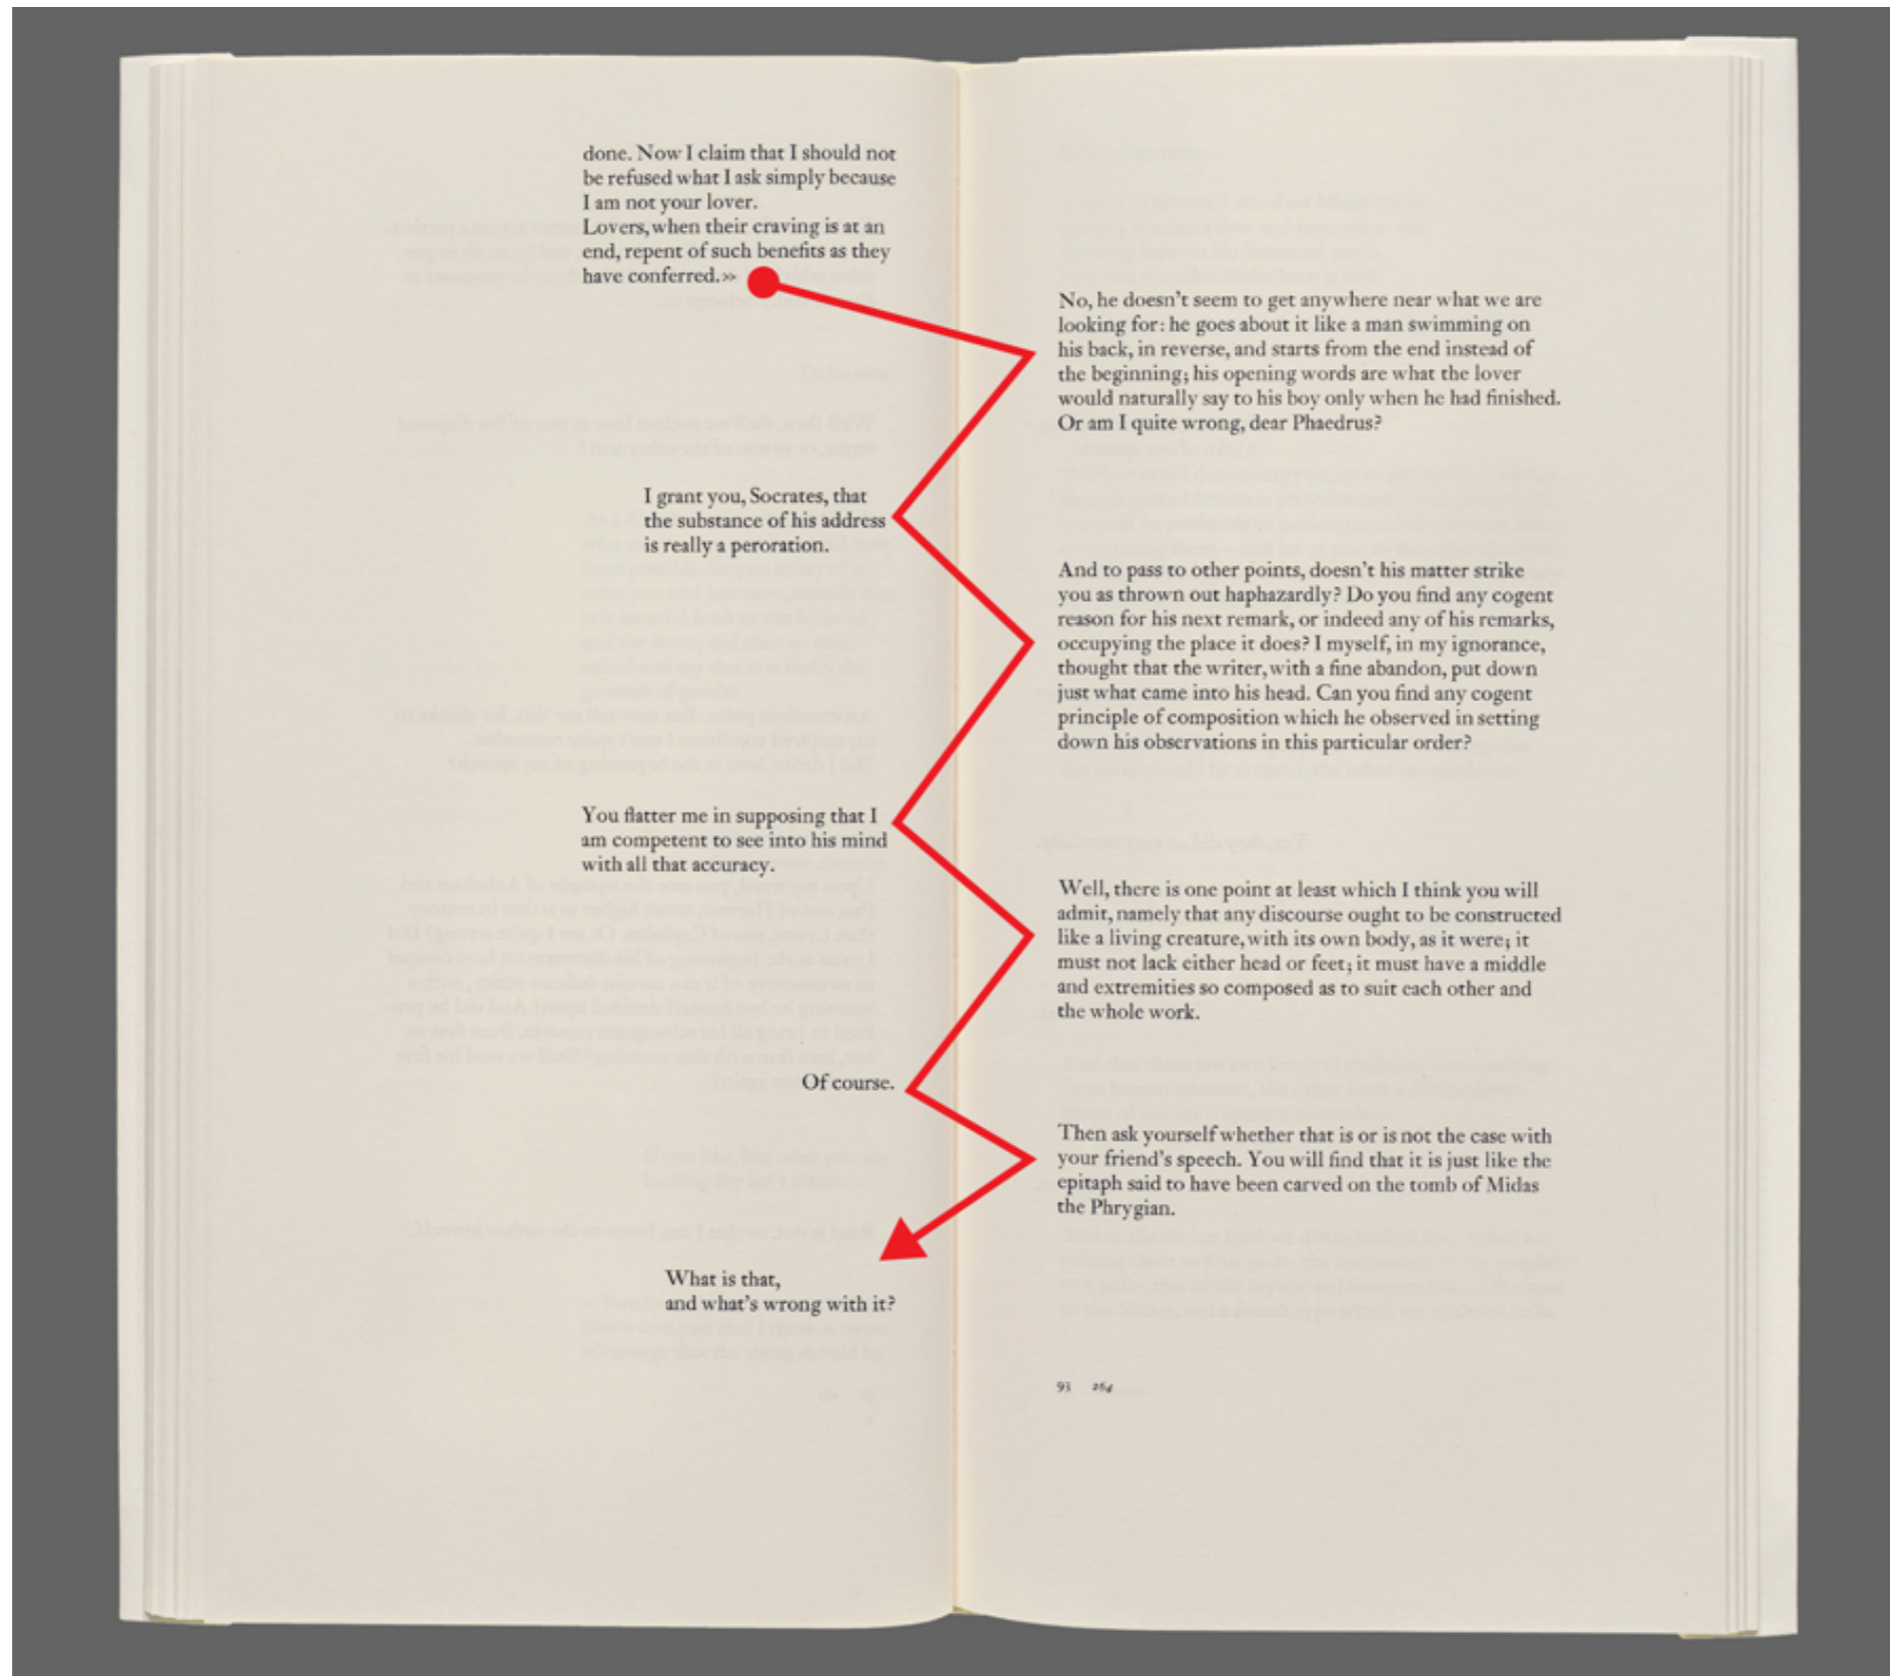 done. Now I claim that I should not
be refused what I ask simply because
I am not your lover.
Lovers, when their craving is at an
end, repent of such benefits as they
have conferred.»
No, he doesn't seem to get anywhere near what we are
looking for: he goes about it like a man swimming on
his back, in reverse, and starts from the end instead of
the beginning; his opening words are what the lover
would naturally say to his boy only when he had finished.
Or am I quite wrong, dear Phaedrus?
I grant you, Socrates, that
the substance of his address
is really a peroration.
And to pass to other points, doesn't his matter strike
you as thrown out haphazardly? Do you find any cogent
reason for his next remark, or indeed any of his remarks,
occupying the place it does? I myself, in my ignorance,
thought that the writer, with a fine abandon, put down
just what came into his head. Can you find any cogent
principle of composition which he observed in setting
down his observations in this particular order?
You flatter me in supposing that I
am competent to see into his mind
with all that accuracy.
Well, there is one point at least which I think you will
admit, namely that any discourse ought to be constructed
like a living creature, with its own body, as it were; it
must not lack either head or feet; it must have a middle
and extremities so composed as to suit each other and
the whole work.
Of course.
Then ask yourself whether that is or is not the case with
your friend's speech. You will find that it is just like the
epitaph said to have been carved on the tomb of Midas
the Phrygian.
What is that,
and what's wrong with it?
93 264